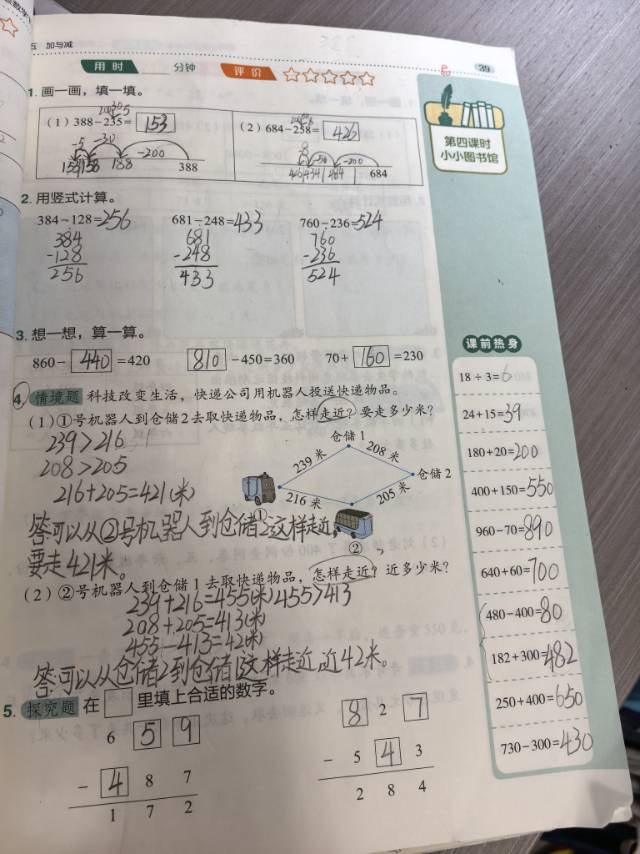 五 加与减
39
用时 分钟 评价
第四课时
小小图书馆
1. 画一画，填一填。
(1) 388-235= 153
-5 -30 -200
153 158 188 388
(2) 684-258= 426
-200
484 684
2. 用竖式计算。
384-128=256 681-248=433 760-236=524
384 681 760
-128 -248 -236
256 433 524
3. 想一想，算一算。
860- 440 =420 810 -450=360 70+ 160 =230
4. 情境题 科技改变生活，快递公司用机器人投送快递物品。
(1) ①号机器人到仓储2去取快递物品，怎样走近？要走多少米？
239>216
208>205
216+205=421(米)
仓储1
239米 208米
仓储2
216米 205米
①
②
答可以从②号机器人到仓储2这样走近，
要走421米。
(2) ②号机器人到仓储1去取快递物品，怎样走近？近多少米？
239+216=455(米) 455>413
208+205=413(米)
455-413=42(米)
答可以从仓储2到仓储1这样走近，近42米。
5. 探究题 在□里填上合适的数字。
6 5 9
- 4 8 7
1 7 2
8 2 7
- 5 4 3
2 8 4
课前热身
18÷3=6
24+15=39
180+20=200
400+150=550
960-70=890
640+60=700
480-400=80
182+300=482
250+400=650
730-300=430